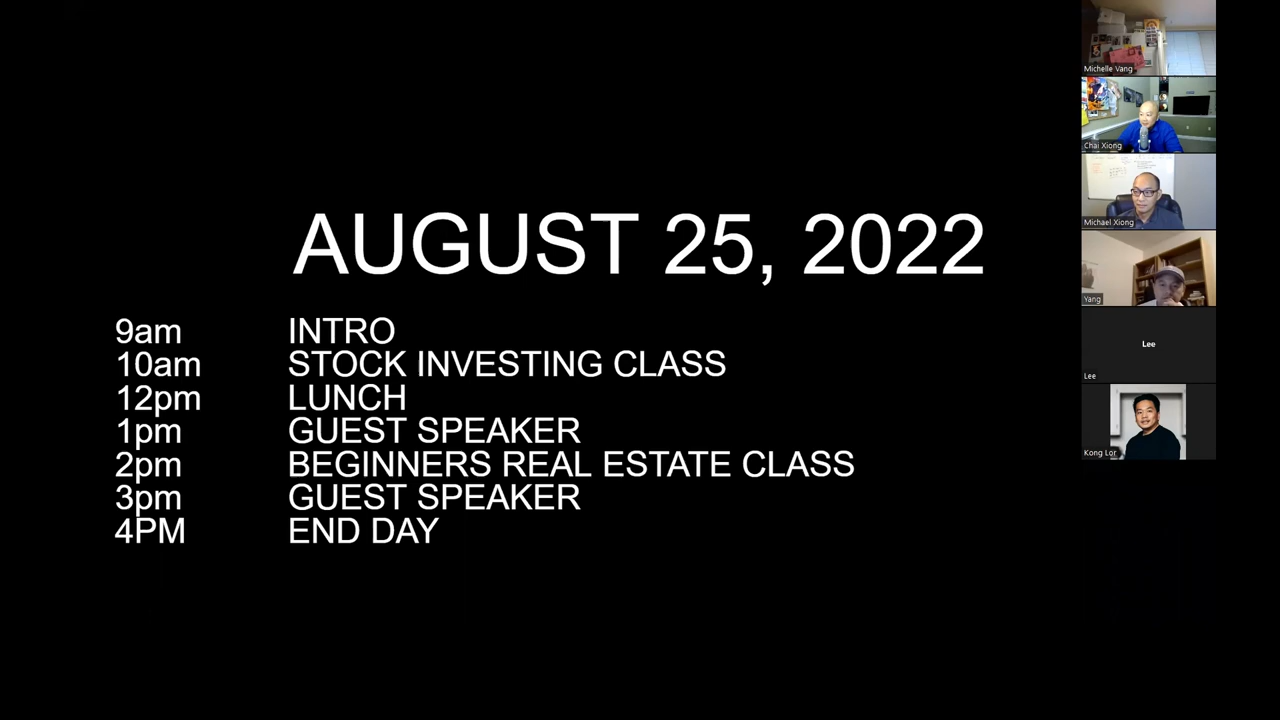 AUGUST 25, 2022
9am INTRO
10am STOCK INVESTING CLASS
12pm LUNCH
1pm GUEST SPEAKER
2pm BEGINNERS REAL ESTATE CLASS
3pm GUEST SPEAKER
4PM END DAY
Michelle Vang
Chai Xiong
Michael Xiong
Yang
Lee
Lee
Kong Lor